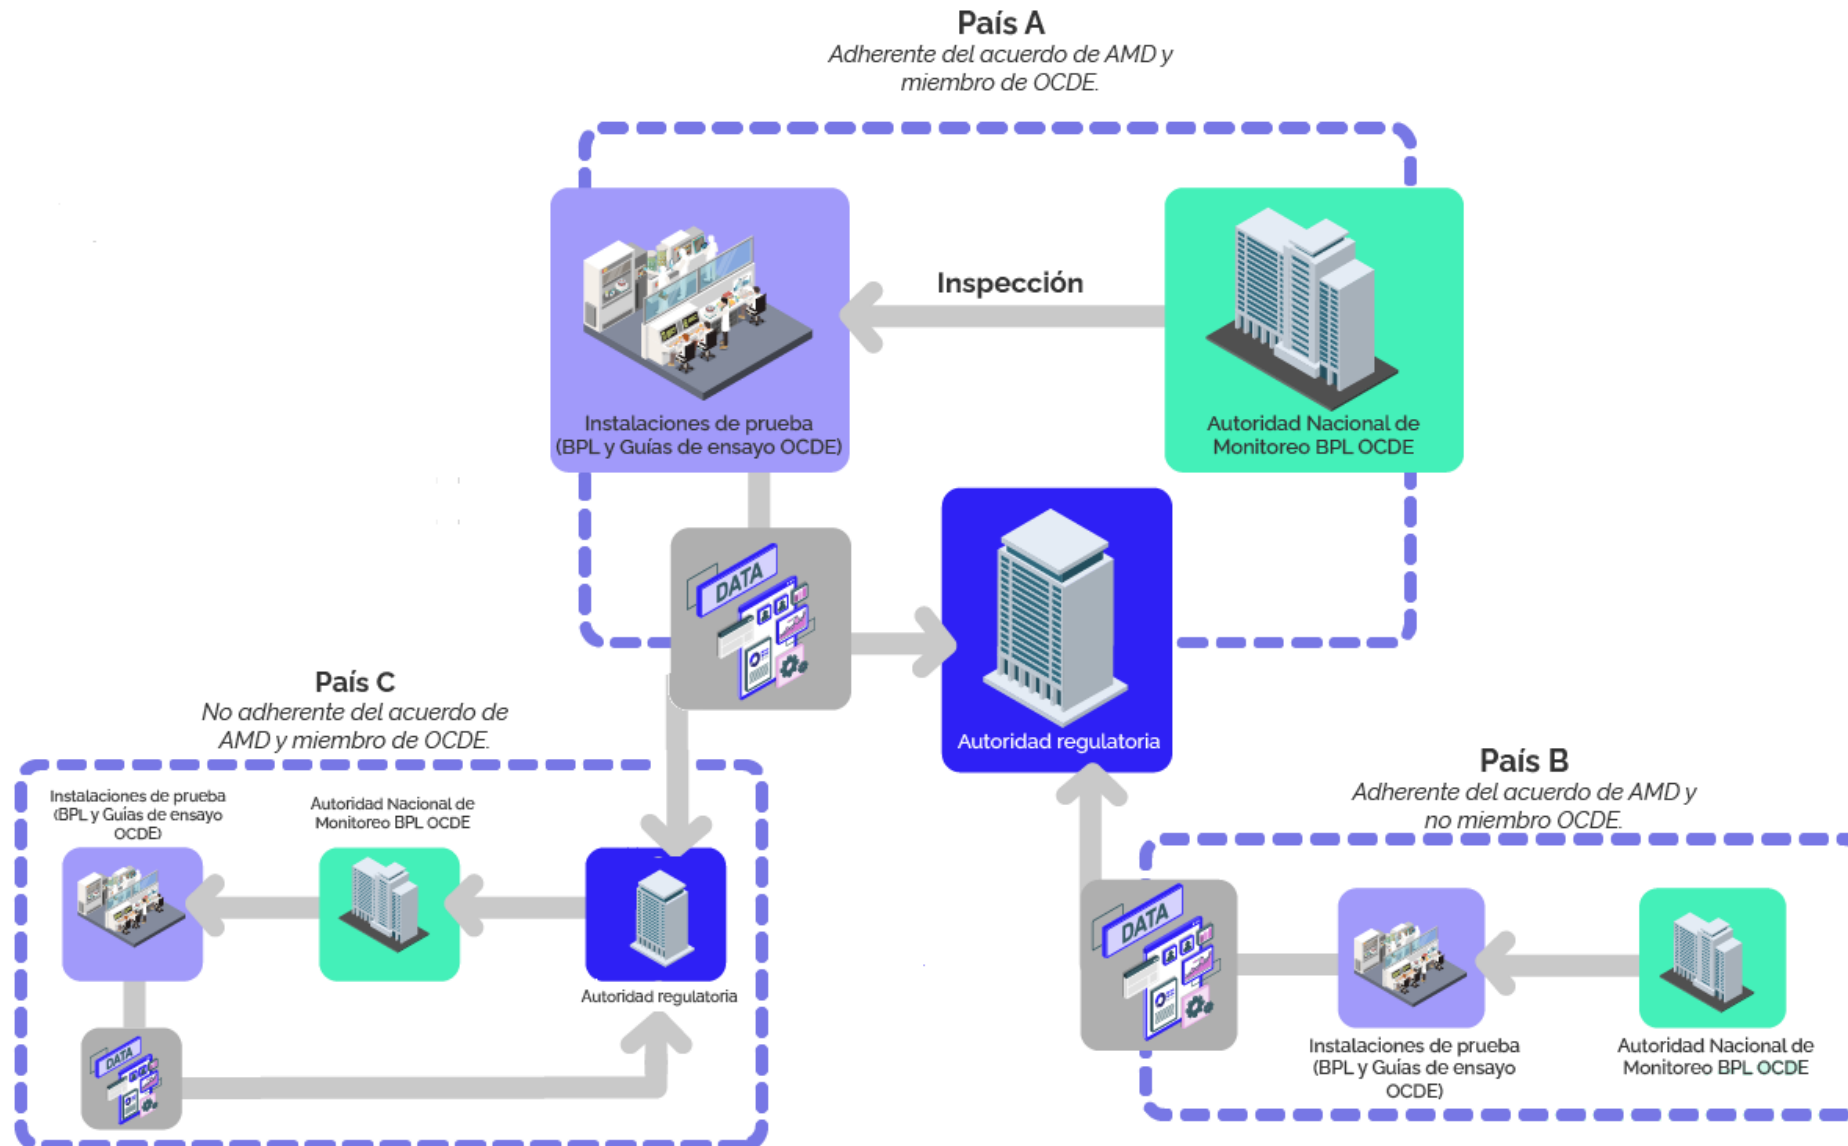 País A
Adherente del acuerdo de AMD y
miembro de OCDE.
Inspección
Instalaciones de prueba
(BPL y Guías de ensayo OCDE)
Autoridad Nacional de
Monitoreo BPL OCDE
DATA
Autoridad regulatoria
País C
No adherente del acuerdo de
AMD y miembro de OCDE.
Instalaciones de prueba
(BPL y Guías de ensayo
OCDE)
Autoridad Nacional de
Monitoreo BPL OCDE
Autoridad regulatoria
DATA
País B
Adherente del acuerdo de AMD y
no miembro OCDE.
DATA
Instalaciones de prueba
(BPL y Guías de ensayo
OCDE)
Autoridad Nacional de
Monitoreo BPL OCDE